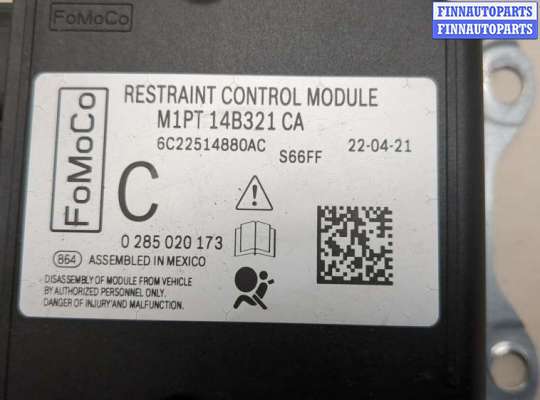 FINNAUTOPARTS
FINNAUTOPARTS
FoMoCo
RESTRAINT CONTROL MODULE
M1PT 14B321 CA
6C22514880AC
S66FF
22-04-21
FoMoCo
C
0 285 020 173
864 ASSEMBLED IN MEXICO
DISASSEMBLY OF MODULE FROM VEHICLE
BY AUTHORIZED PERSONNEL ONLY.
DANGER OF INJURY AND MALFUNCTION.